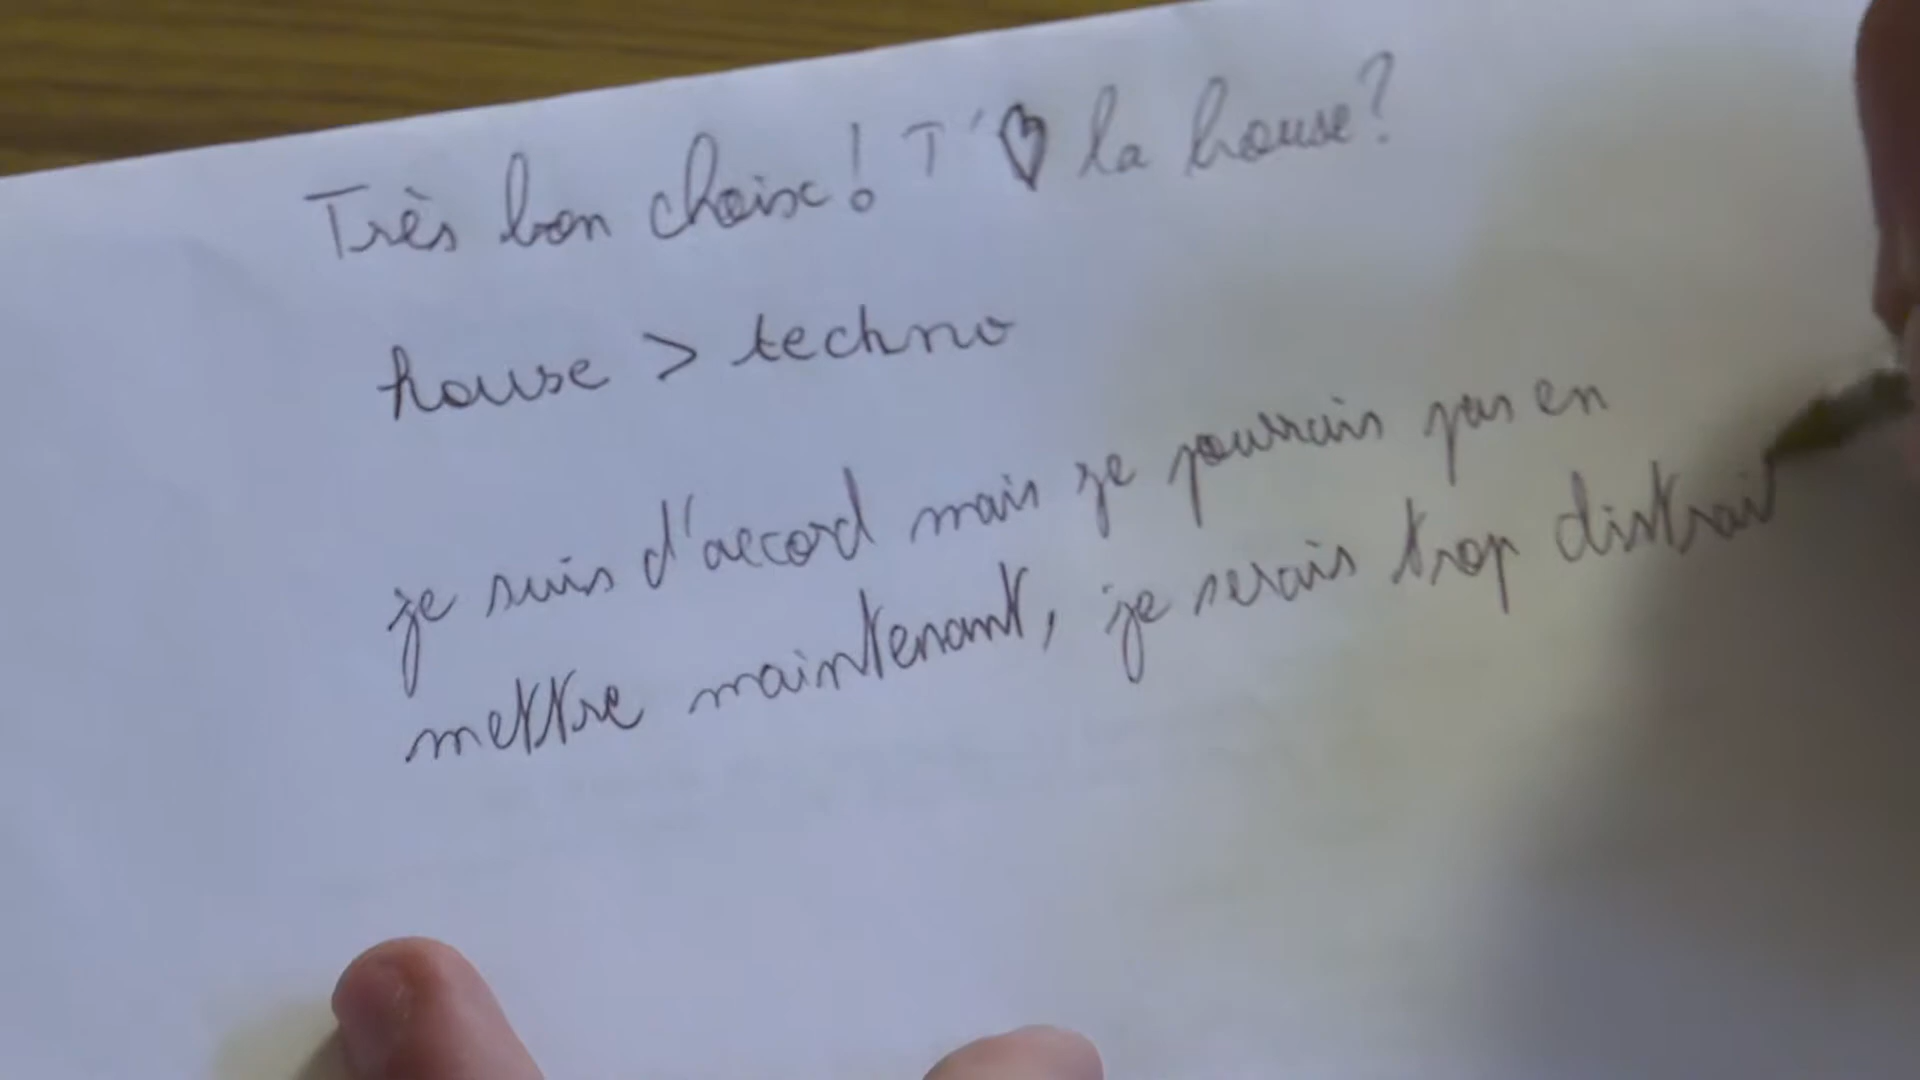 Très bon choix ! T'♡ la house ?
house > techno
je suis d'accord mais je pourrais pas en
mettre maintenant, je serais trop distrait